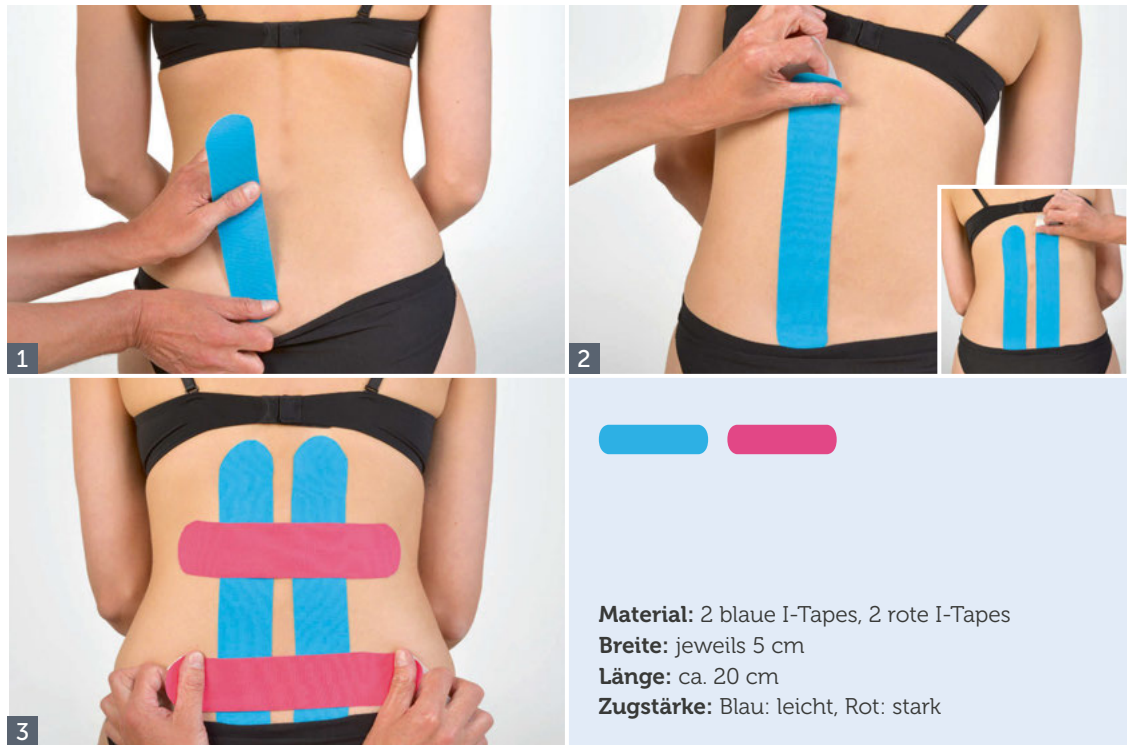 1
2
3
Material: 2 blaue I-Tapes, 2 rote I-Tapes
Breite: jeweils 5 cm
Länge: ca. 20 cm
Zugstärke: Blau: leicht, Rot: stark